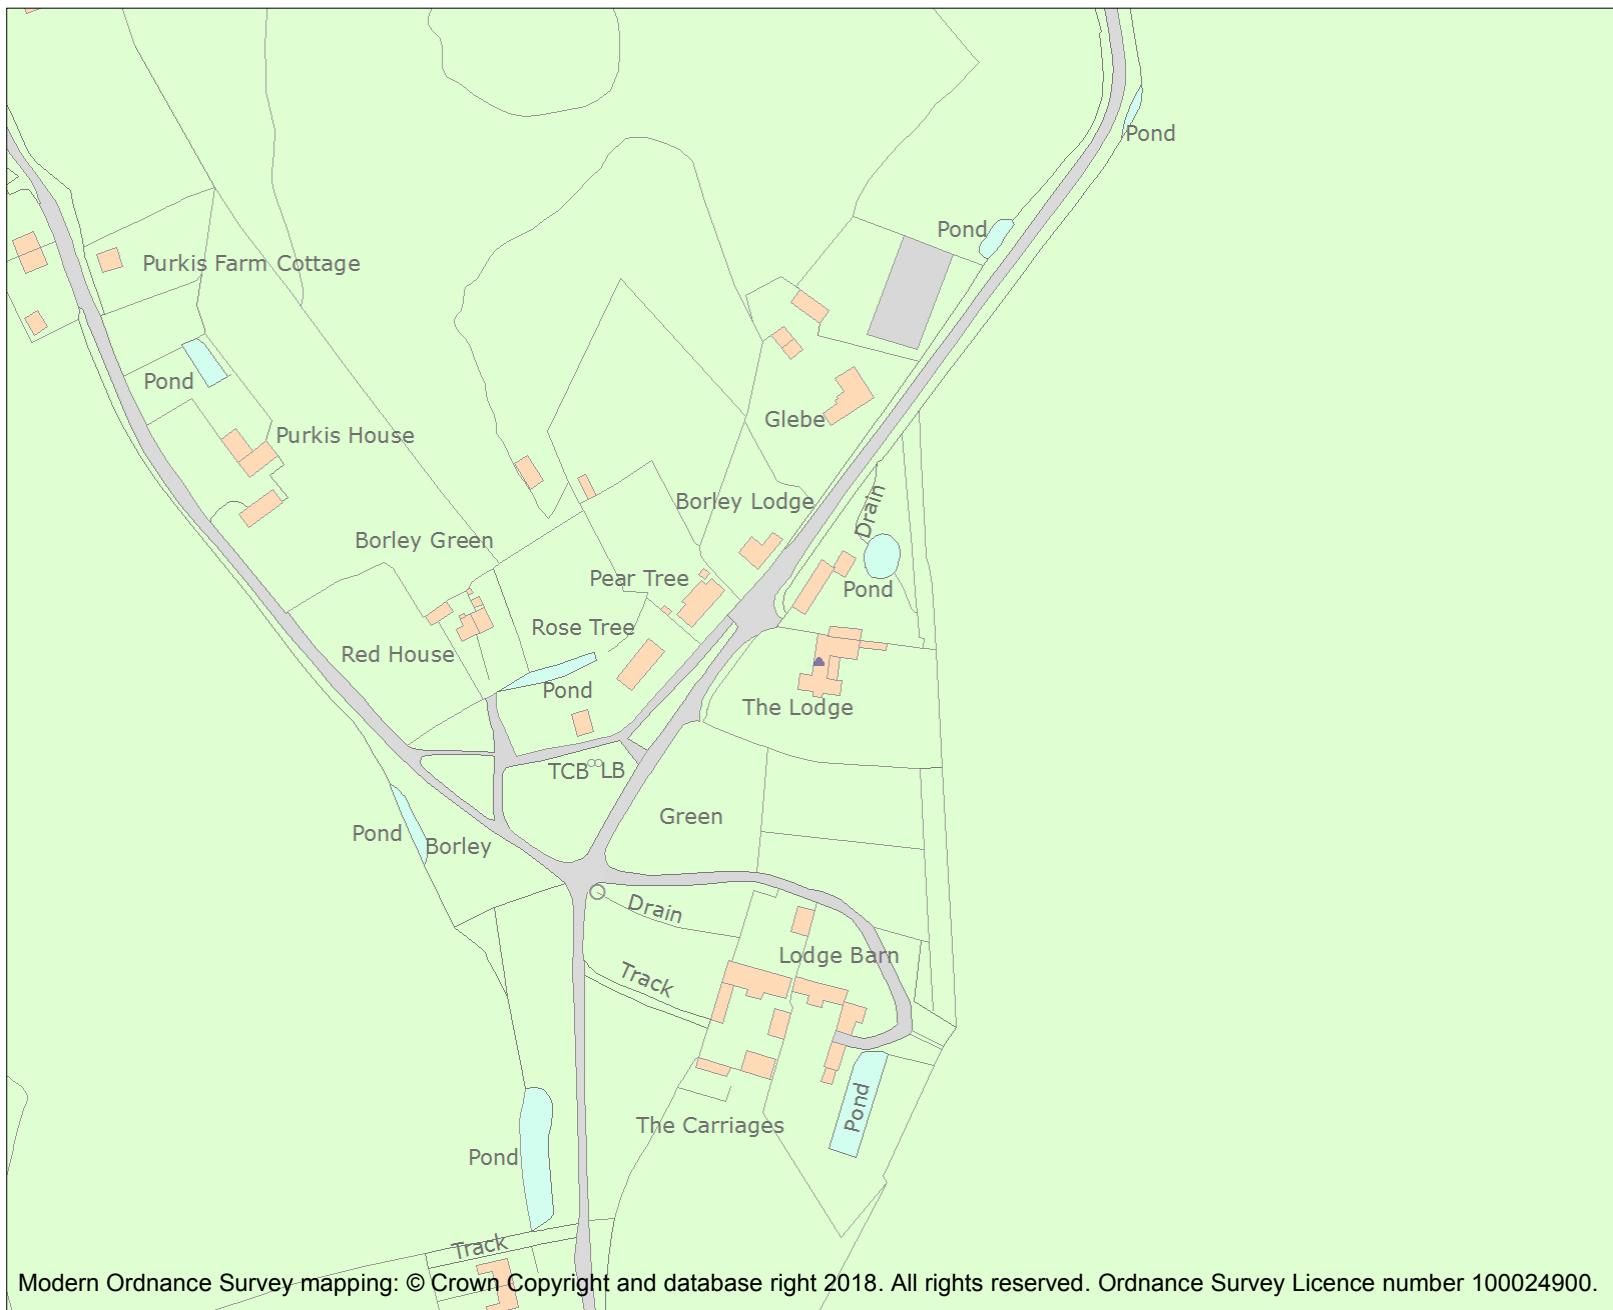 Pond
Pond
Purkis Farm Cottage
Pond
Glebe
Purkis House
Borley Lodge
Drain
Borley Green
Pear Tree
Pond
Rose Tree
Red House
Pond
The Lodge
TCB LB
Green
Pond
Borley
Drain
Lodge Barn
Track
Pond
The Carriages
Pond
Track
Modern Ordnance Survey mapping: © Crown Copyright and database right 2018. All rights reserved. Ordnance Survey Licence number 100024900.